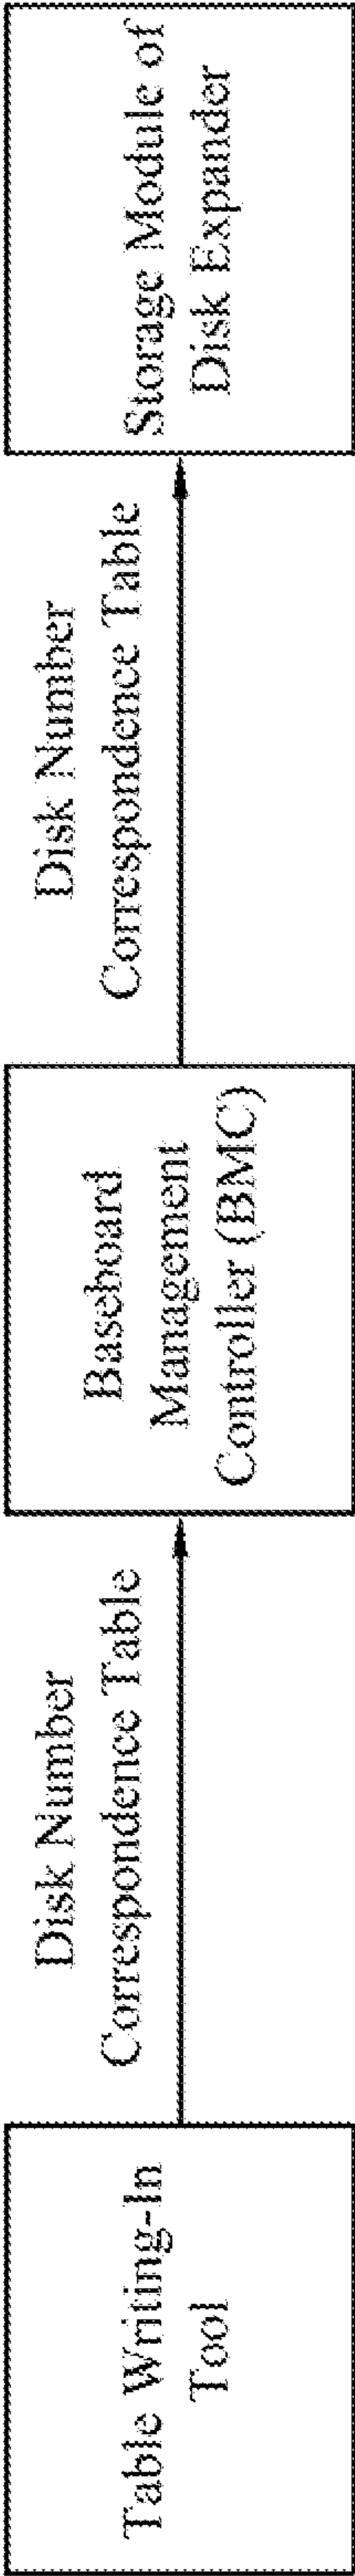 Table Writing-In
Tool
Disk Number
Correspondence Table
Baseboard
Management
Controller (BMC)
Disk Number
Correspondence Table
Storage Module of
Disk Expander